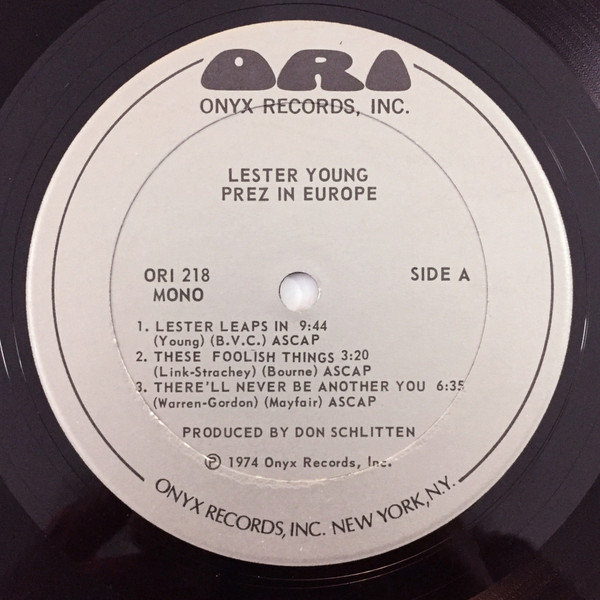 ORI
ONYX RECORDS, INC.
LESTER YOUNG
PREZ IN EUROPE
ORI 218
MONO
SIDE A
1. LESTER LEAPS IN 9:44
(Young) (B.V.C.) ASCAP
2. THESE FOOLISH THINGS 3:20
(Link-Strachey) (Bourne) ASCAP
3. THERE'LL NEVER BE ANOTHER YOU 6:35
(Warren-Gordon) (Mayfair) ASCAP
PRODUCED BY DON SCHLITTEN
℗ 1974 Onyx Records, Inc.
ONYX RECORDS, INC. NEW YORK, N.Y.